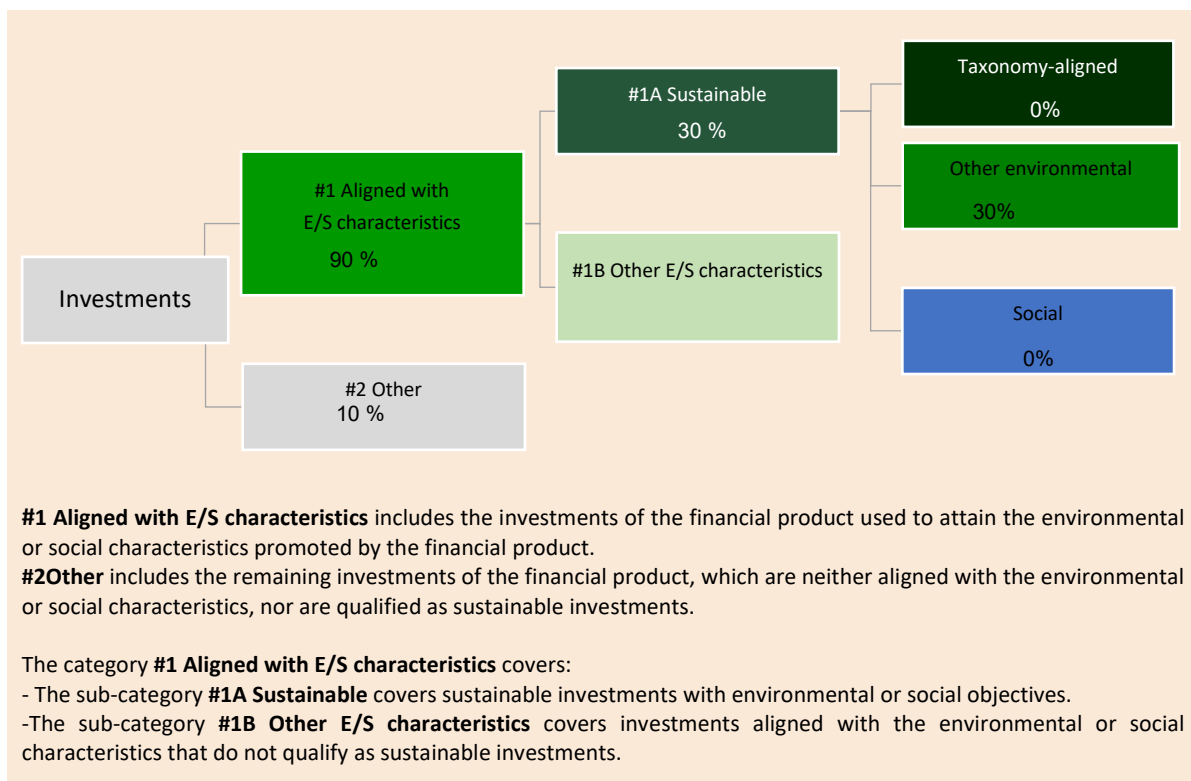 Investments
#1 Aligned with
E/S characteristics
90 %
#2 Other
10 %
#1A Sustainable
30 %
#1B Other E/S characteristics
Taxonomy-aligned
0%
Other environmental
30%
Social
0%
#1 Aligned with E/S characteristics includes the investments of the financial product used to attain the environmental
or social characteristics promoted by the financial product.
#2Other includes the remaining investments of the financial product, which are neither aligned with the environmental
or social characteristics, nor are qualified as sustainable investments.
The category #1 Aligned with E/S characteristics covers:
- The sub-category #1A Sustainable covers sustainable investments with environmental or social objectives.
-The sub-category #1B Other E/S characteristics covers investments aligned with the environmental or social
characteristics that do not qualify as sustainable investments.